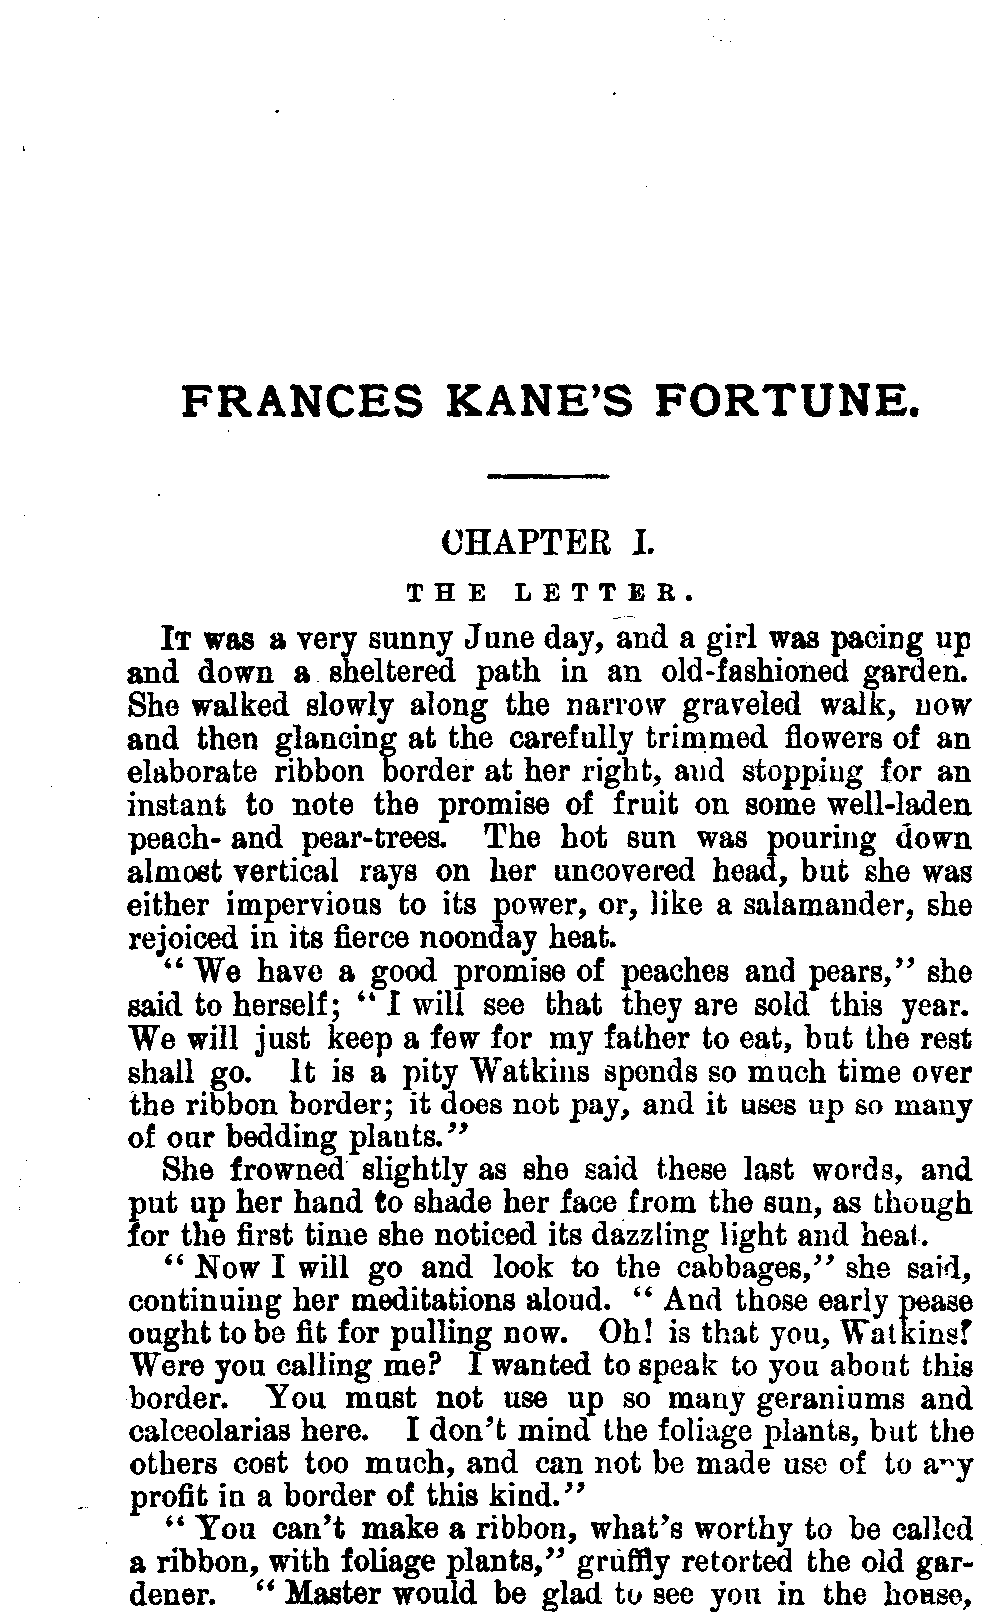 FRANCES KANE'S FORTUNE.
CHAPTER I.
THE LETTER.
IT was a very sunny June day, and a girl was pacing up
and down a sheltered path in an old-fashioned garden.
She walked slowly along the narrow graveled walk, now
and then glancing at the carefully trimmed flowers of an
elaborate ribbon border at her right, and stopping for an
instant to note the promise of fruit on some well-laden
peach- and pear-trees. The hot sun was pouring down
almost vertical rays on her uncovered head, but she was
either impervious to its power, or, like a salamander, she
rejoiced in its fierce noonday heat.
"We have a good promise of peaches and pears," she
said to herself; "I will see that they are sold this year.
We will just keep a few for my father to eat, but the rest
shall go. It is a pity Watkins spends so much time over
the ribbon border; it does not pay, and it uses up so many
of our bedding plants."
She frowned slightly as she said these last words, and
put up her hand to shade her face from the sun, as though
for the first time she noticed its dazzling light and heat.
"Now I will go and look to the cabbages," she said,
continuing her meditations aloud. "And those early pease
ought to be fit for pulling now. Oh! is that you, Watkins?
Were you calling me? I wanted to speak to you about this
border. You must not use up so many geraniums and
calceolarias here. I don't mind the foliage plants, but the
others cost too much, and can not be made use of to any
profit in a border of this kind."
"You can't make a ribbon, what's worthy to be called
a ribbon, with foliage plants," gruffly retorted the old gar-
dener. "Master would be glad to see you in the house,